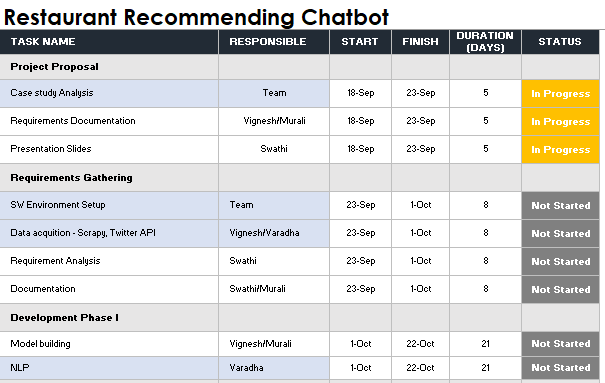 Restaurant Recommending Chatbot
TASK NAME RESPONSIBLE START FINISH DURATION (DAYS) STATUS
Project Proposal
Case study Analysis Team 18-Sep 23-Sep 5 In Progress
Requirements Documentation Vignesh/Murali 18-Sep 23-Sep 5 In Progress
Presentation Slides Swathi 18-Sep 23-Sep 5 In Progress
Requirements Gathering
SW Environment Setup Team 23-Sep 1-Oct 8 Not Started
Data acquition - Scrapy, Twitter API Vignesh/Varadha 23-Sep 1-Oct 8 Not Started
Requirement Analysis Swathi 23-Sep 1-Oct 8 Not Started
Documentation Swathi/Murali 23-Sep 1-Oct 8 Not Started
Development Phase I
Model building Vignesh/Murali 1-Oct 22-Oct 21 Not Started
NLP Varadha 1-Oct 22-Oct 21 Not Started